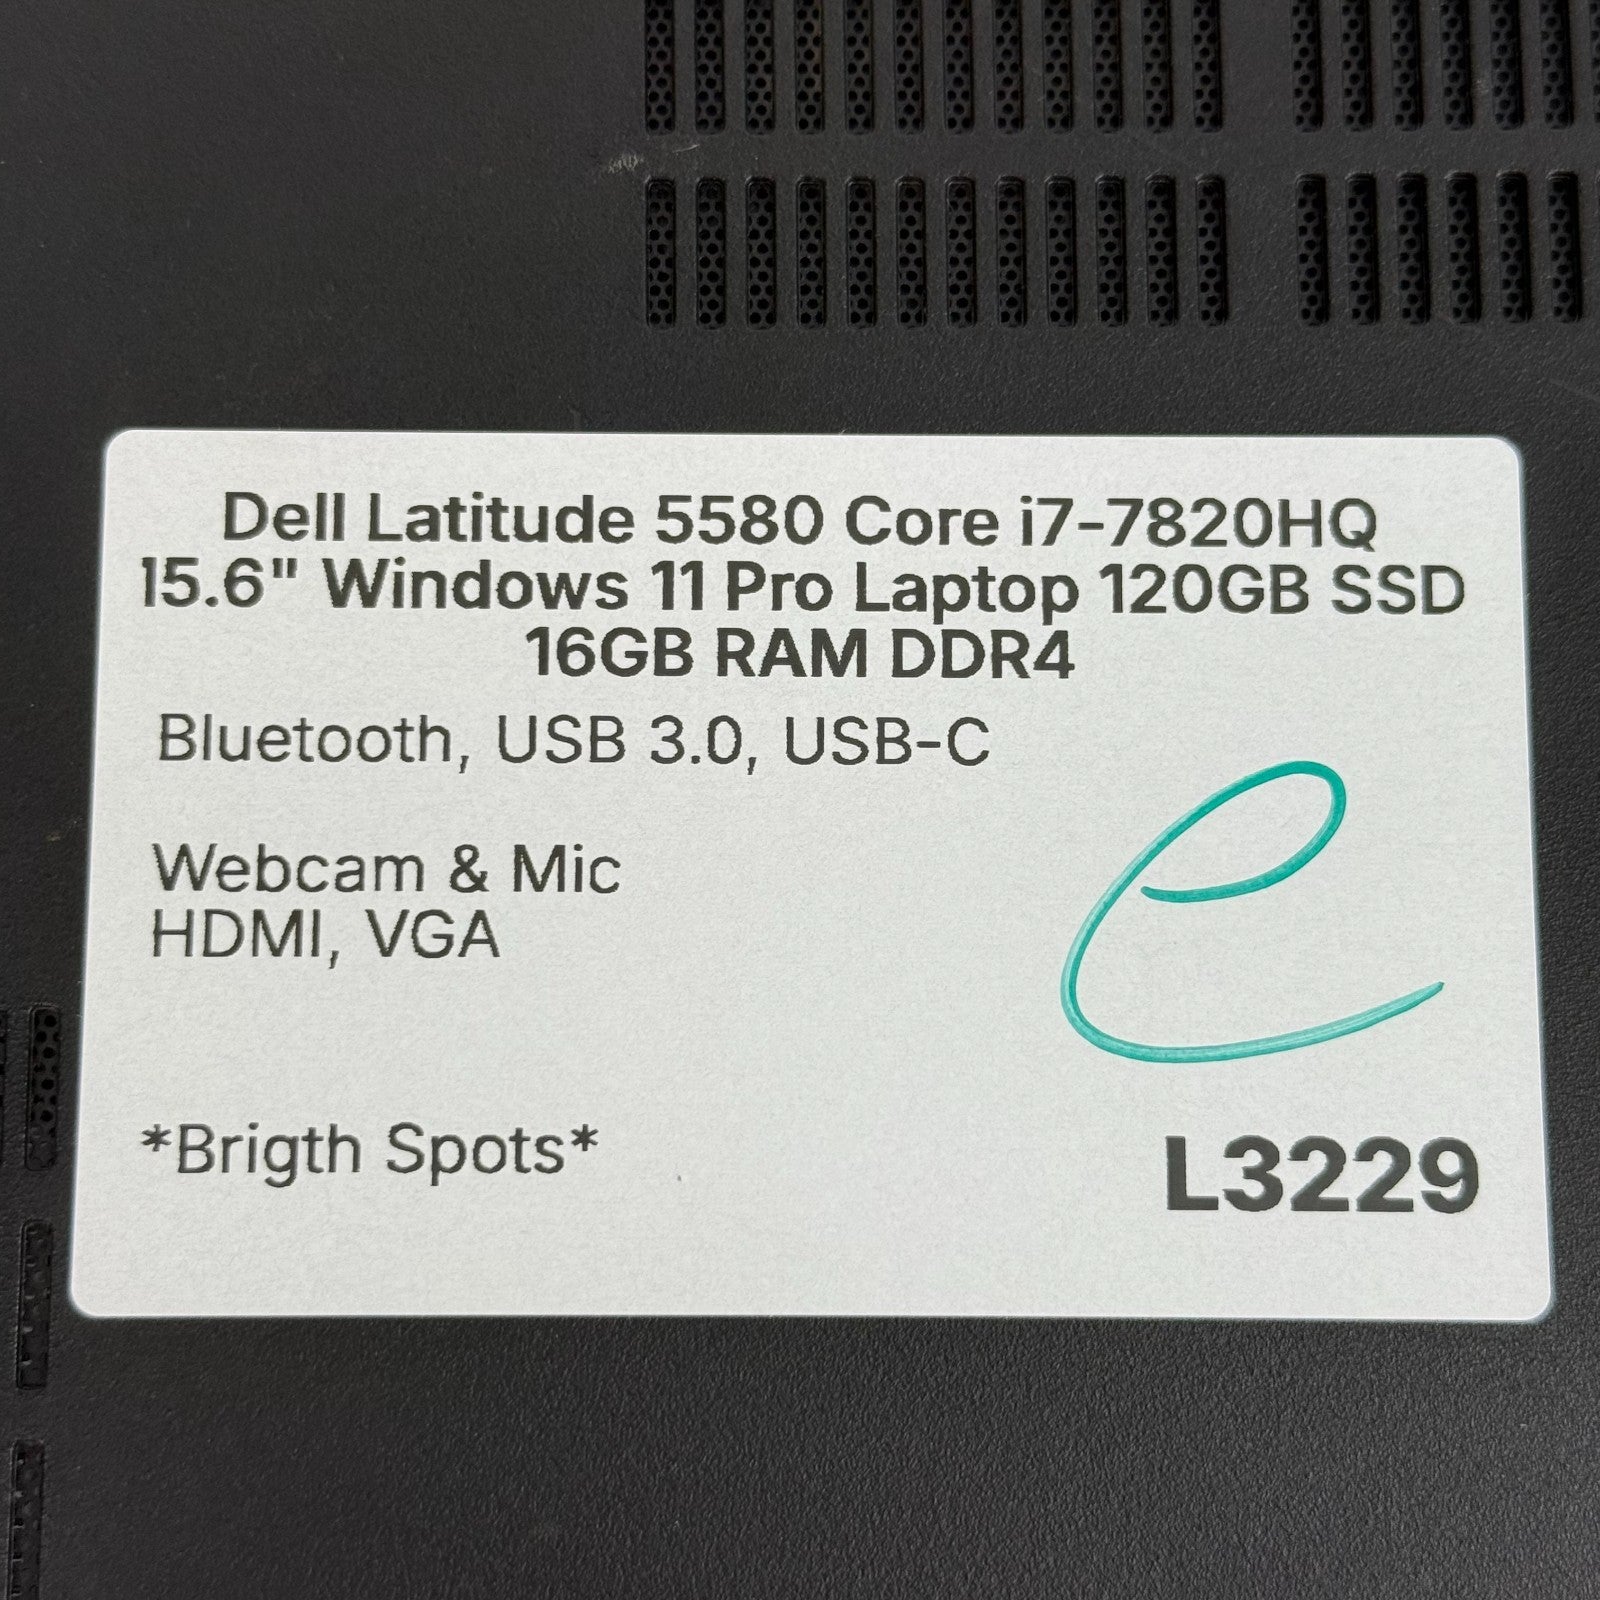 Dell Latitude 5580 Core i7-7820HQ
15.6" Windows 11 Pro Laptop 120GB SSD
16GB RAM DDR4
Bluetooth, USB 3.0, USB-C
Webcam & Mic
HDMI, VGA
e
*Brigth Spots*
L3229